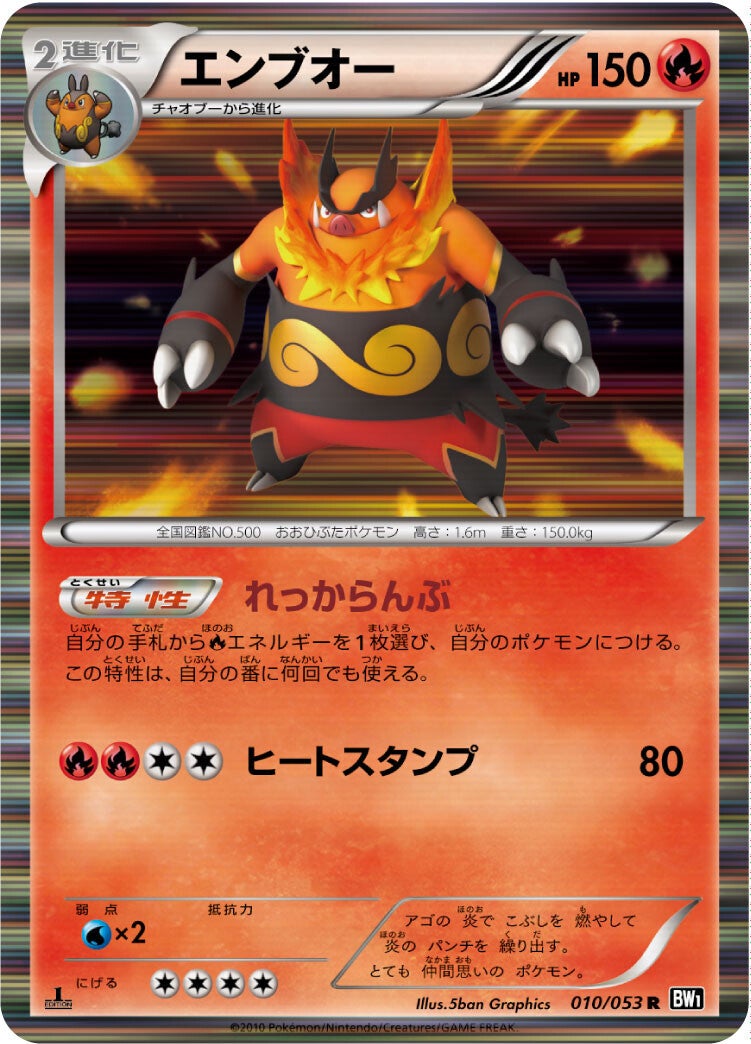 2進化
エンブオー
HP 150
チャオブーから進化
全国図鑑NO.500 おおひぶたポケモン 高さ：1.6m 重さ：150.0kg
とくせい
特性 れっからんぶ
じぶん てふだ ほのお まいえら じぶん
自分の手札からエネルギーを1枚選び、自分のポケモンにつける。
とくせい じぶん ばん なんかい つか
この特性は、自分の番に何回でも使える。
ヒートスタンプ 80
弱点 抵抗力
×2
にげる
ほのお も
アゴの 炎で こぶしを 燃やして
ほのお く だ
炎の パンチを 繰り出す。
なかま おも
とても 仲間思いの ポケモン。
1
EDITION
Illus.5ban Graphics 010/053 R BW1
©2010 Pokémon/Nintendo/Creatures/GAME FREAK.